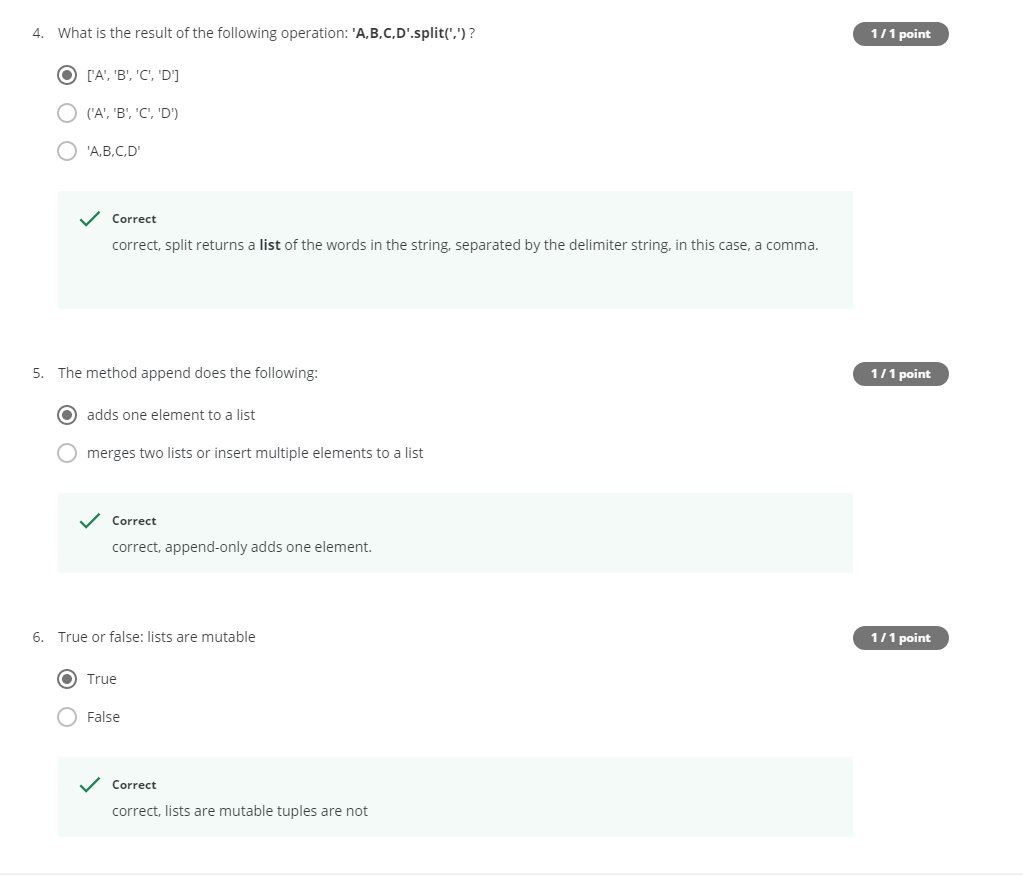 4. What is the result of the following operation: 'A,B,C,D'.split(',') ?
1 / 1 point
['A', 'B', 'C', 'D']
('A', 'B', 'C', 'D')
'A,B,C,D'
Correct
correct, split returns a list of the words in the string, separated by the delimiter string, in this case, a comma.
5. The method append does the following:
1 / 1 point
adds one element to a list
merges two lists or insert multiple elements to a list
Correct
correct, append-only adds one element.
6. True or false: lists are mutable
1 / 1 point
True
False
Correct
correct, lists are mutable tuples are not